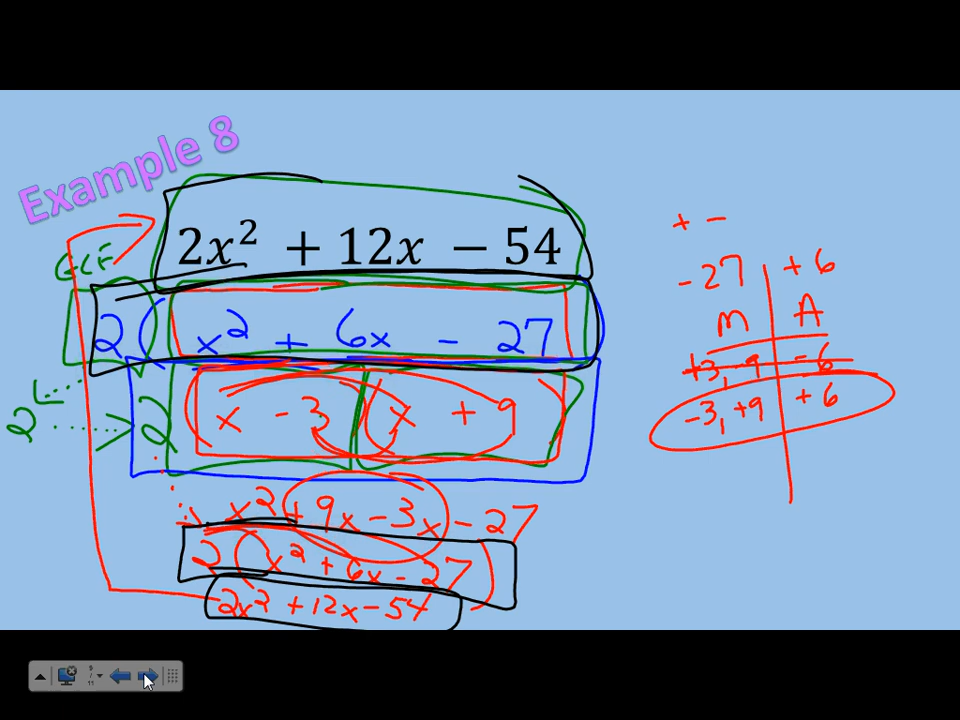 Example 8
2x² + 12x − 54
GCF
2 ( x² + 6x - 27
2
2 ( x - 3 ) ( x + 9 )
x² + 9x - 3x - 27
2 ( x² + 6x - 27 )
2x² + 12x - 54
+ -
-27 +6
M A
+3, -9 -6
-3, +9 +6